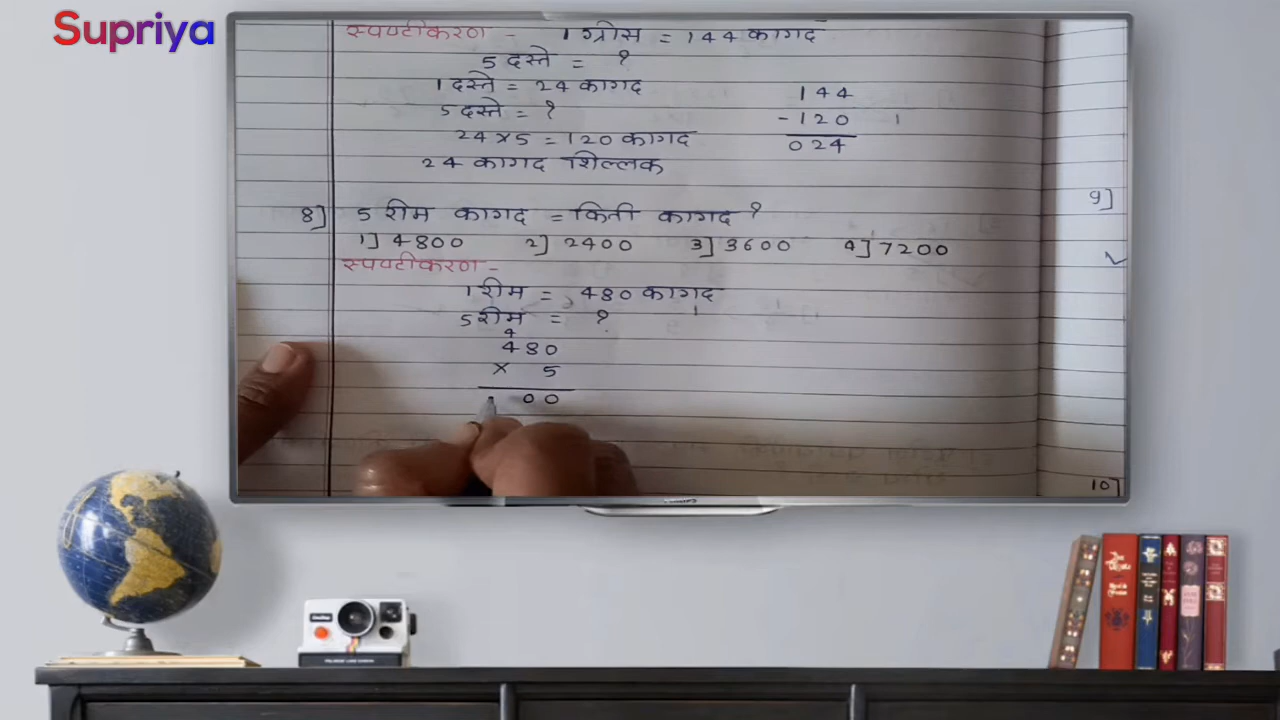 Supriya
स्पष्टीकरण - 1 ग्रोस = 144 कागद
5 दस्ते = ?
1 दस्ते = 24 कागद
5 दस्ते = ?
24 × 5 = 120 कागद
24 कागद शिल्लक
144
- 120
024
8] 5 रीम कागद = किती कागद ?
1] 4800 2] 2400 3] 3600 4] 7200
स्पष्टीकरण -
1 रीम = 480 कागद
5 रीम = ?
4
480
× 5
00
9]
10]